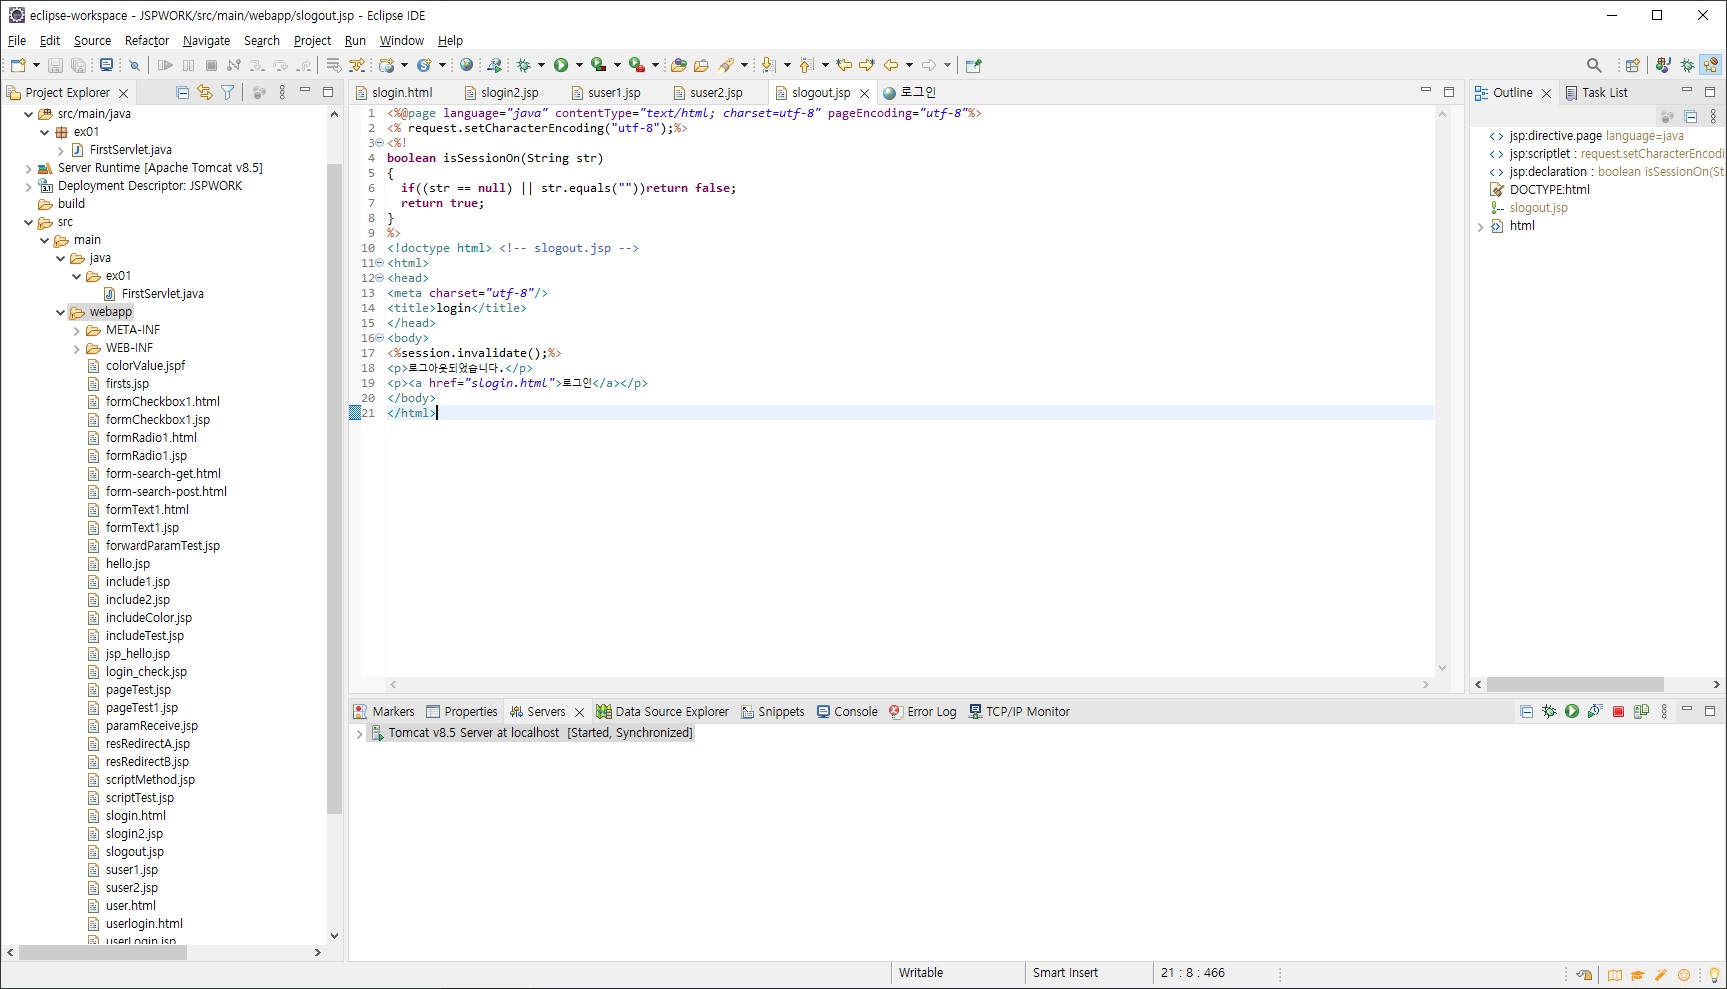 eclipse-workspace - JSPWORK/src/main/webapp/slogout.jsp - Eclipse IDE
File Edit Source Refactor Navigate Search Project Run Window Help
Project Explorer
src/main/java
ex01
FirstServlet.java
Server Runtime [Apache Tomcat v8.5]
Deployment Descriptor: JSPWORK
build
src
main
java
ex01
FirstServlet.java
webapp
META-INF
WEB-INF
colorValue.jspf
firsts.jsp
formCheckbox1.html
formCheckbox1.jsp
formRadio1.html
formRadio1.jsp
form-search-get.html
form-search-post.html
formText1.html
formText1.jsp
forwardParamTest.jsp
hello.jsp
include1.jsp
include2.jsp
includeColor.jsp
includeTest.jsp
jsp_hello.jsp
login_check.jsp
pageTest.jsp
pageTest1.jsp
paramReceive.jsp
resRedirectA.jsp
resRedirectB.jsp
scriptMethod.jsp
scriptTest.jsp
slogin.html
slogin2.jsp
slogout.jsp
suser1.jsp
suser2.jsp
user.html
userlogin.html
userLogin.jsp
slogin.html slogin2.jsp suser1.jsp suser2.jsp slogout.jsp 로그인
1 <%@page language="java" contentType="text/html; charset=utf-8" pageEncoding="utf-8"%>
2 <% request.setCharacterEncoding("utf-8");%>
3 <%!
4 boolean isSessionOn(String str)
5 {
6 if((str == null) || str.equals(""))return false;
7 return true;
8 }
9 %>
10 <!doctype html> <!-- slogout.jsp -->
11 <html>
12 <head>
13 <meta charset="utf-8"/>
14 <title>login</title>
15 </head>
16 <body>
17 <%session.invalidate();%>
18 <p>로그아웃되었습니다.</p>
19 <p><a href="slogin.html">로그인</a></p>
20 </body>
21 </html>
Outline Task List
jsp:directive.page language=java
jsp:scriptlet : request.setCharacterEncodi
jsp:declaration : boolean isSessionOn(St
DOCTYPE:html
slogout.jsp
html
Markers Properties Servers Data Source Explorer Snippets Console Error Log TCP/IP Monitor
Tomcat v8.5 Server at localhost [Started, Synchronized]
Writable Smart Insert 21 : 8 : 466